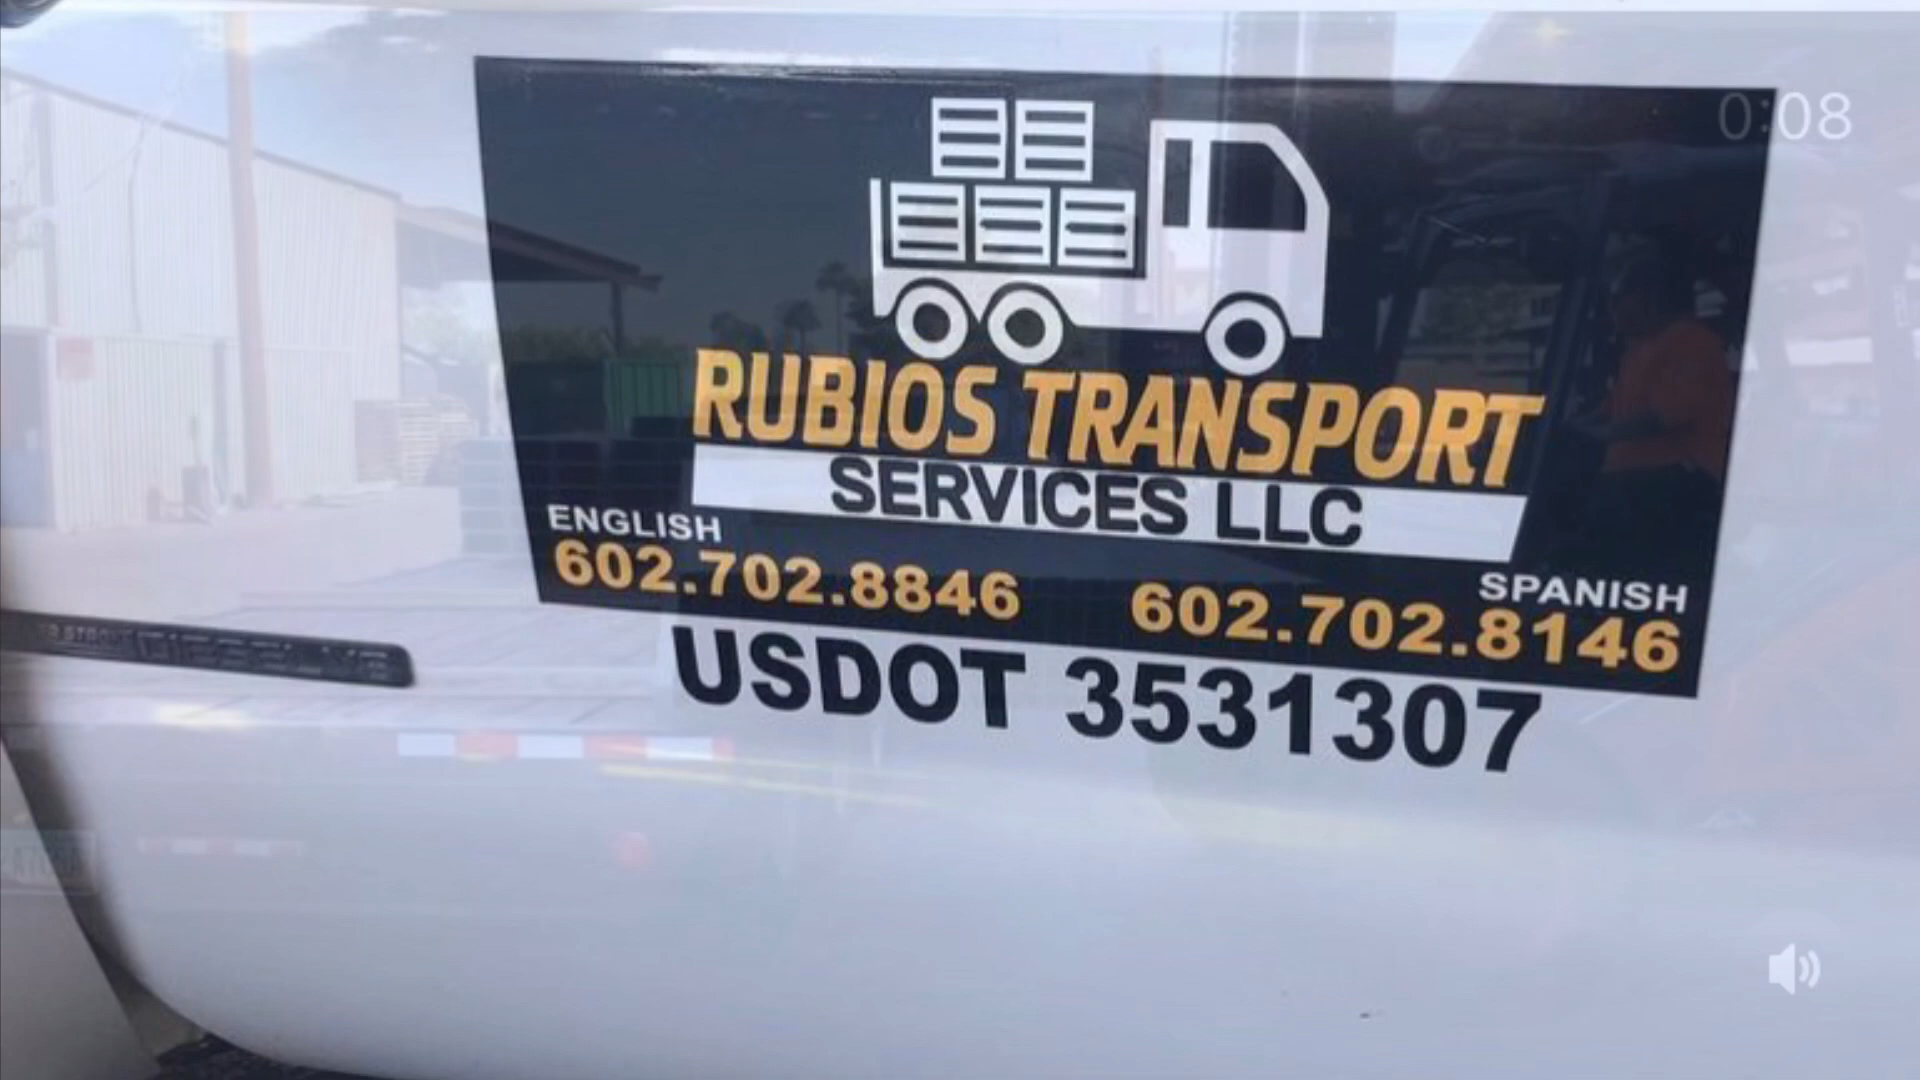 0:08
RUBIOS TRANSPORT
SERVICES LLC
ENGLISH
602.702.8846
SPANISH
602.702.8146
USDOT 3531307